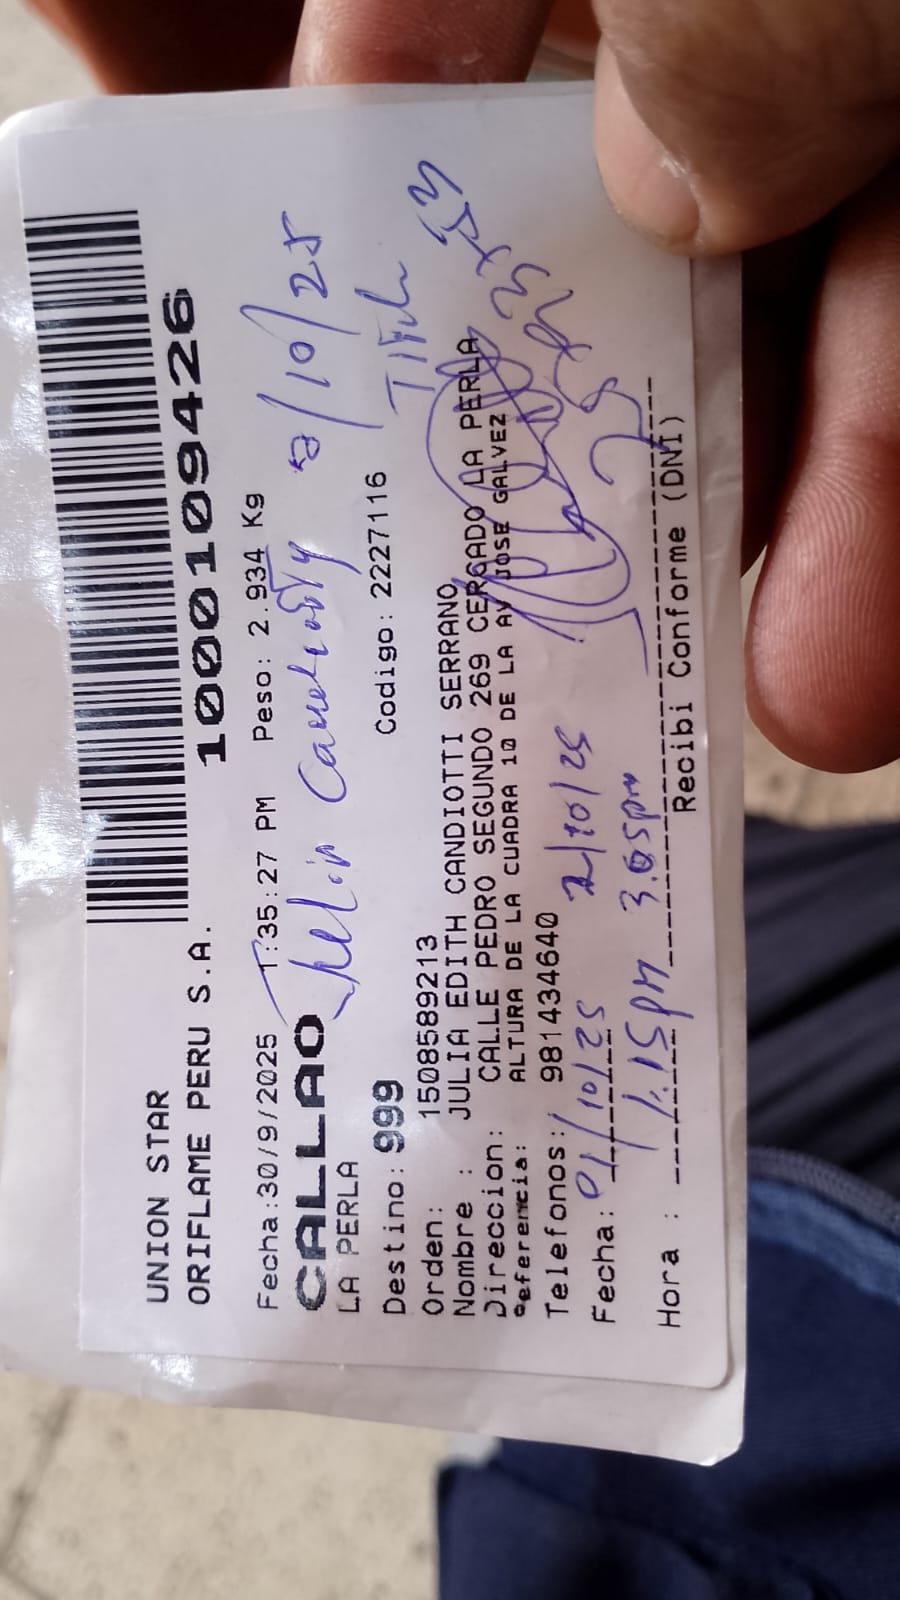 UNION STAR
ORIFLAME PERU S.A. 1000109426
Fecha:30/9/2025 1:35:27 PM Peso: 2.934 Kg
CALLAO
/10/25
LA PERLA
Destino: 999 Codigo: 2227116
Orden: 1508589213
Nombre : JULIA EDITH CANDIOTTI SERRANO
Direccion: CALLE PEDRO SEGUNDO 269 CERCADO LA PERLA
Referencia: ALTURA DE LA CUADRA 10 DE LA AV JOSE GALVEZ
Telefonos: 981434640
Fecha: 01/10/25 2/10/25
Hora : 1:15pm 3.05pm
Recibi Conforme (DNI)